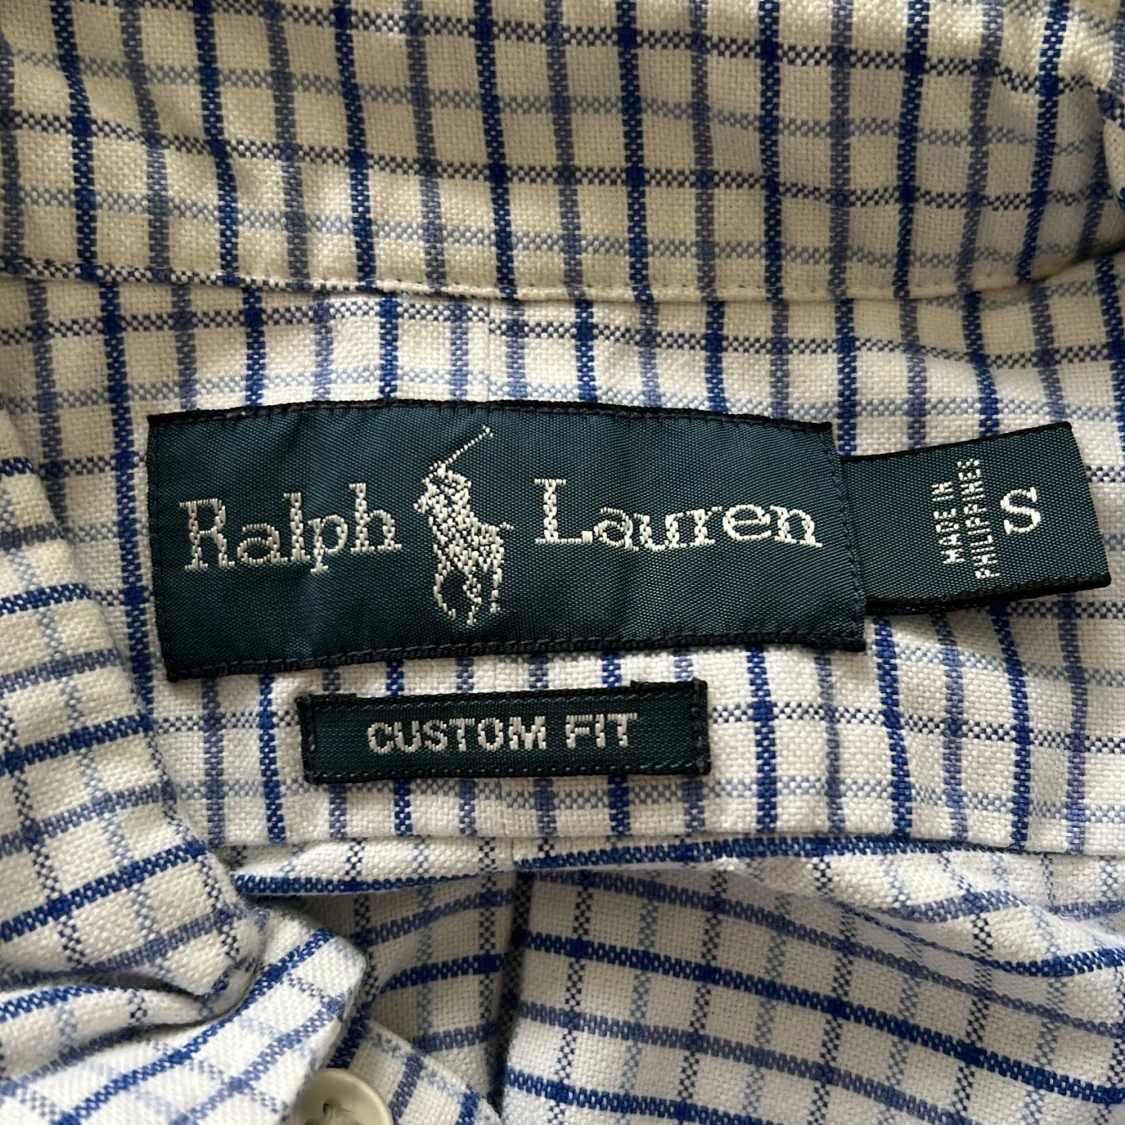 Ralph Lauren
MADE IN
PHILIPPINES
S
CUSTOM FIT